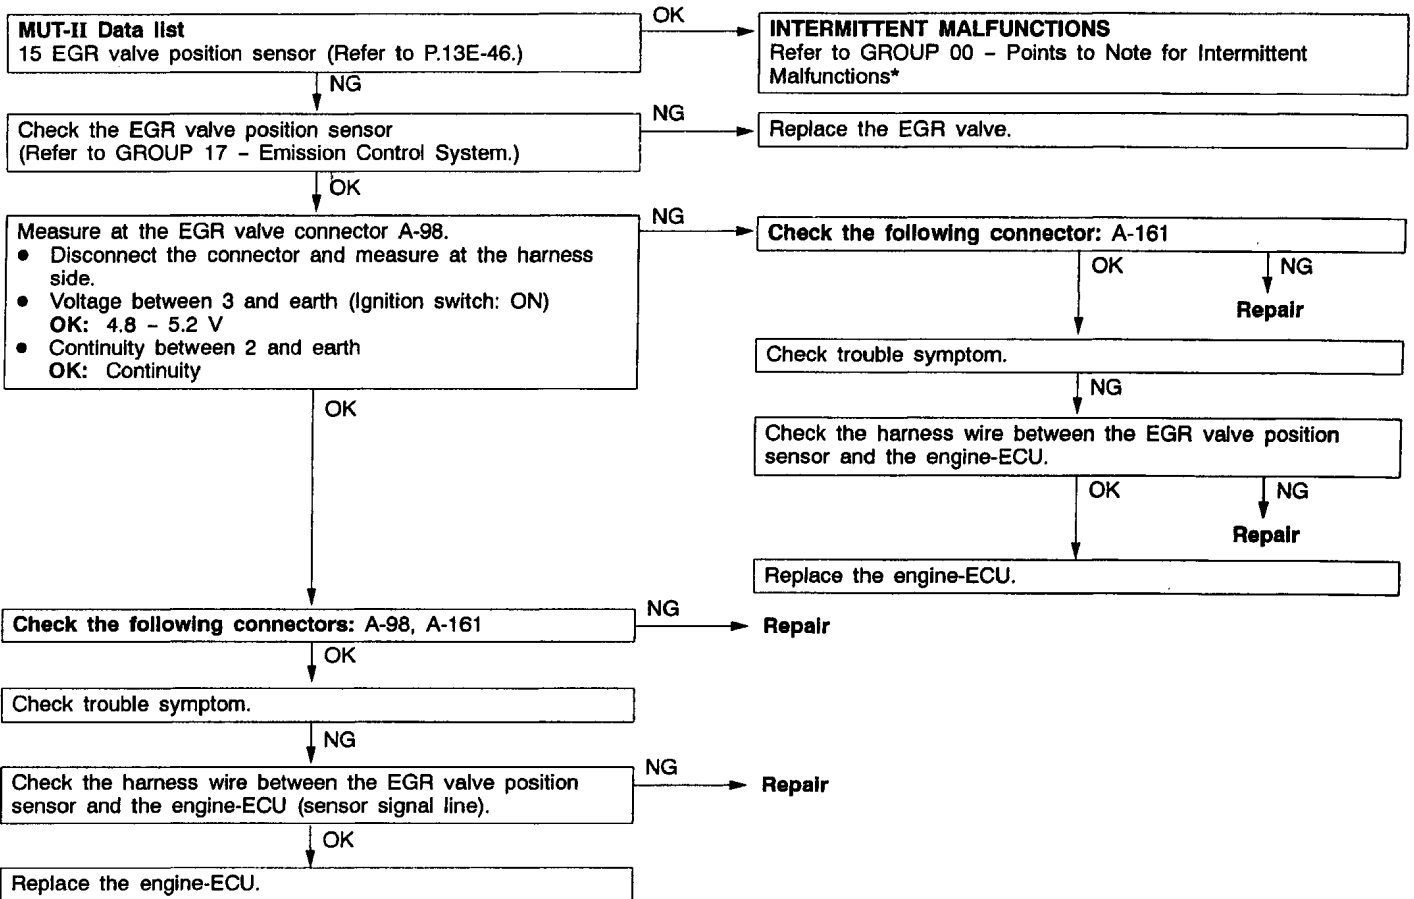 MUT-II Data list
15 EGR valve position sensor (Refer to P.13E-46.)
OK
INTERMITTENT MALFUNCTIONS
Refer to GROUP 00 – Points to Note for Intermittent
Malfunctions*
NG
Check the EGR valve position sensor
(Refer to GROUP 17 – Emission Control System.)
NG
Replace the EGR valve.
OK
Measure at the EGR valve connector A-98.
● Disconnect the connector and measure at the harness
side.
● Voltage between 3 and earth (Ignition switch: ON)
OK: 4.8 – 5.2 V
● Continuity between 2 and earth
OK: Continuity
NG
Check the following connector: A-161
OK
NG
Repair
Check trouble symptom.
NG
Check the harness wire between the EGR valve position
sensor and the engine-ECU.
OK
NG
Repair
Replace the engine-ECU.
OK
Check the following connectors: A-98, A-161
NG
Repair
OK
Check trouble symptom.
NG
Check the harness wire between the EGR valve position
sensor and the engine-ECU (sensor signal line).
NG
Repair
OK
Replace the engine-ECU.